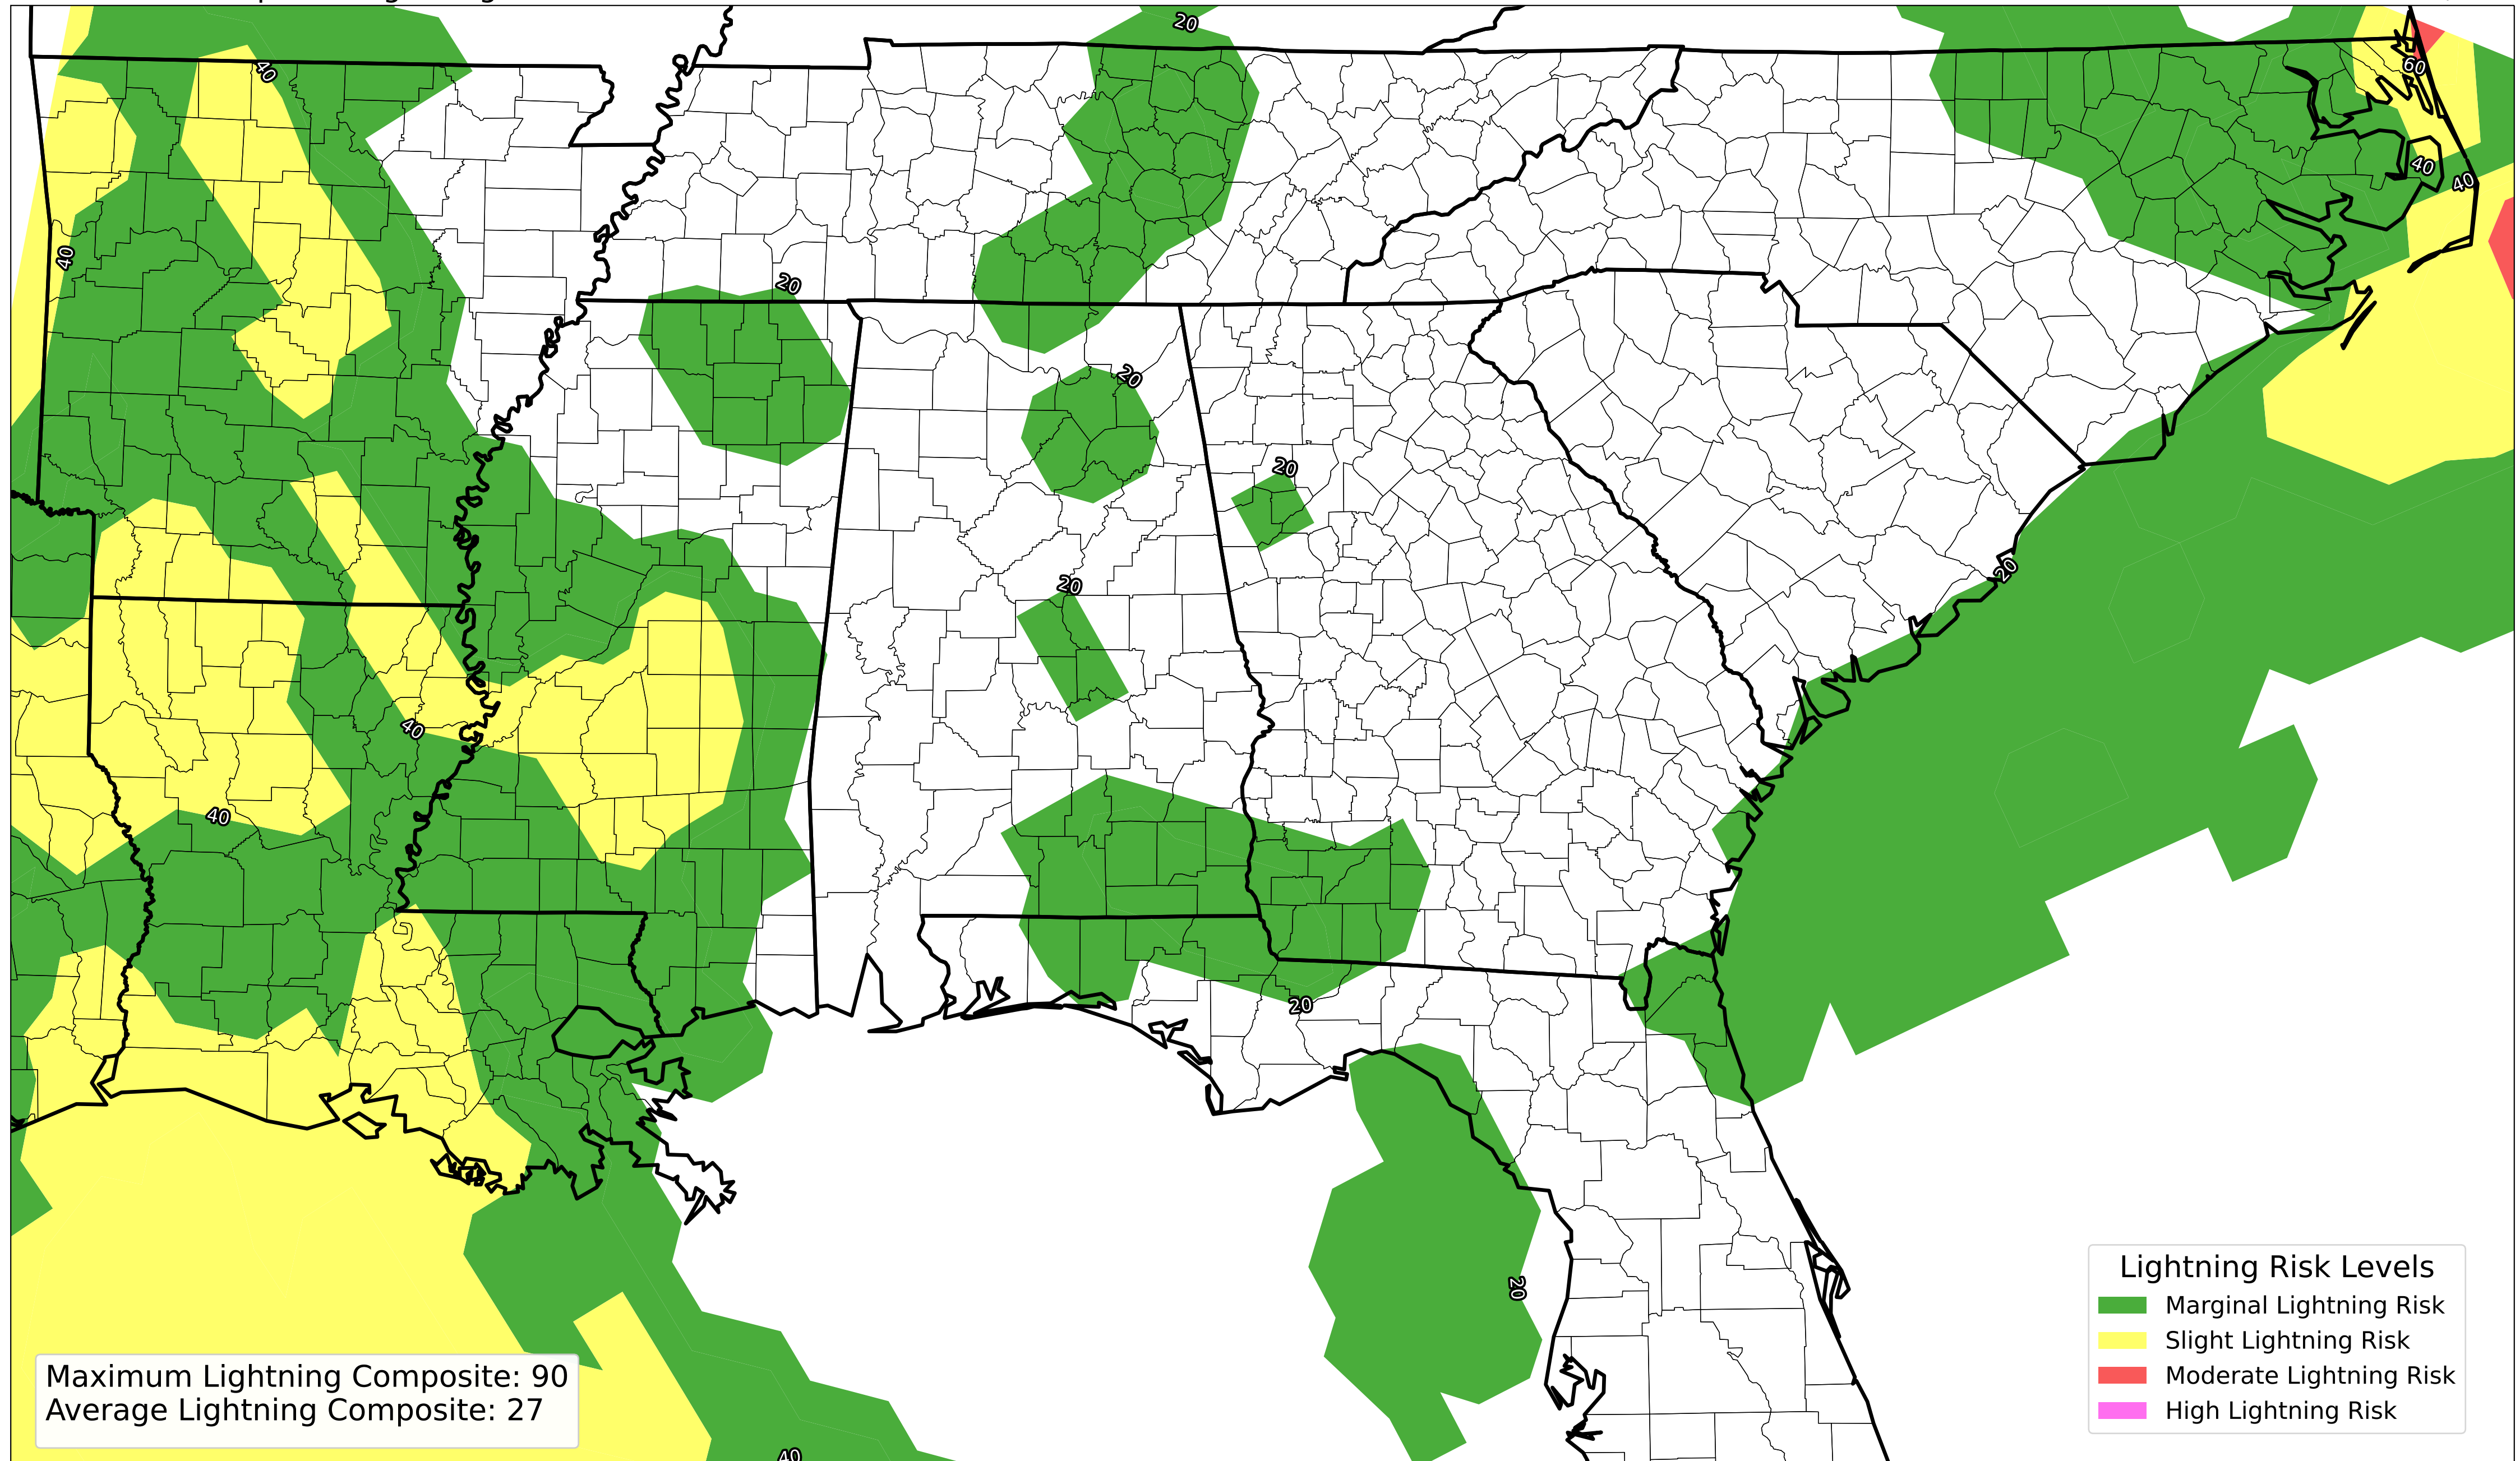 20
40
60
40
40
40
20
20
20
20
20
40
40
20
20
Lightning Risk Levels
Marginal Lightning Risk
Slight Lightning Risk
Moderate Lightning Risk
High Lightning Risk
Maximum Lightning Composite: 90
Average Lightning Composite: 27
40